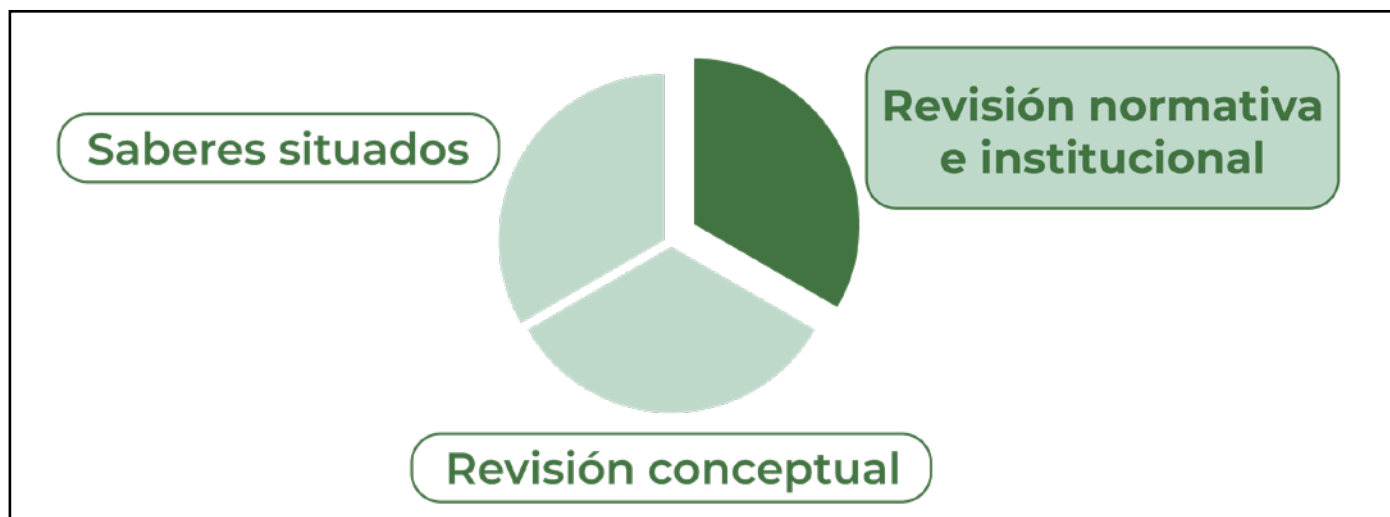 Saberes situados
Revisión normativa
e institucional
Revisión conceptual